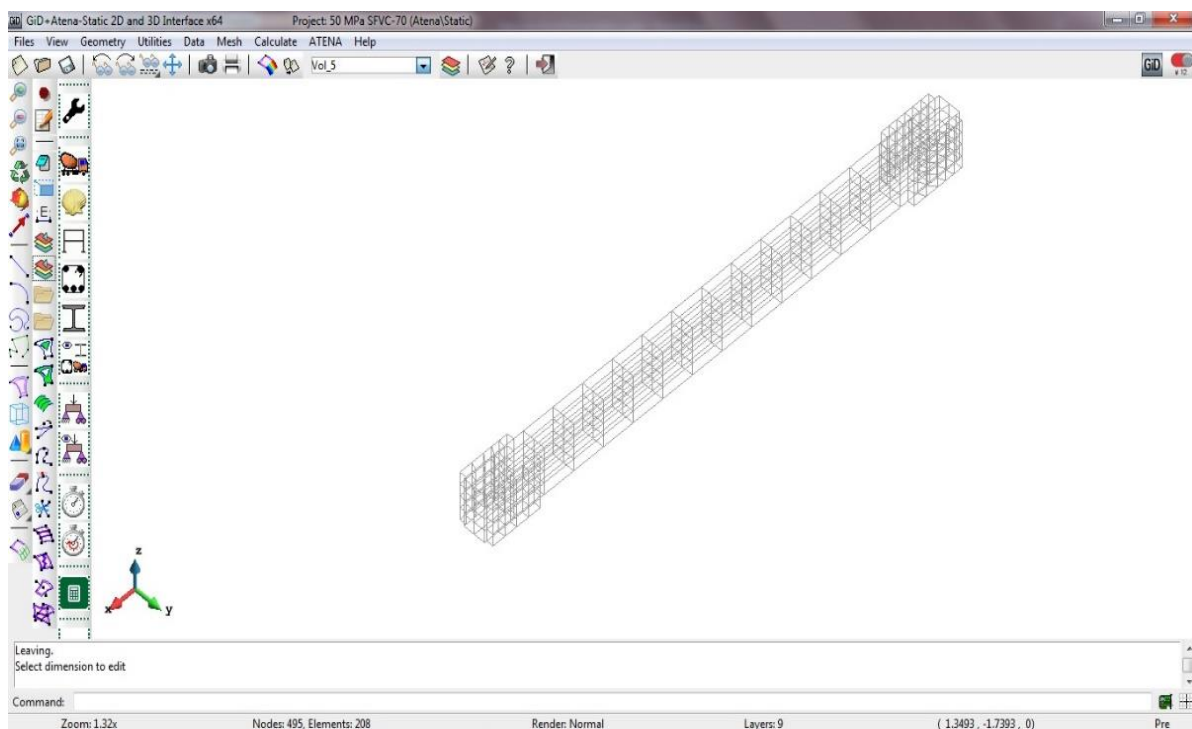 GiD GiD+Atena-Static 2D and 3D Interface x64 Project: 50 MPa SFVC-70 (Atena\Static)
Files View Geometry Utilities Data Mesh Calculate ATENA Help
Vol_5
?
GiD
v 12
E
z
x
y
Leaving.
Select dimension to edit
Command:
Zoom: 1.32x Nodes: 495, Elements: 208 Render: Normal Layers: 9 ( 1.3493 , -1.7393 , 0) Pre